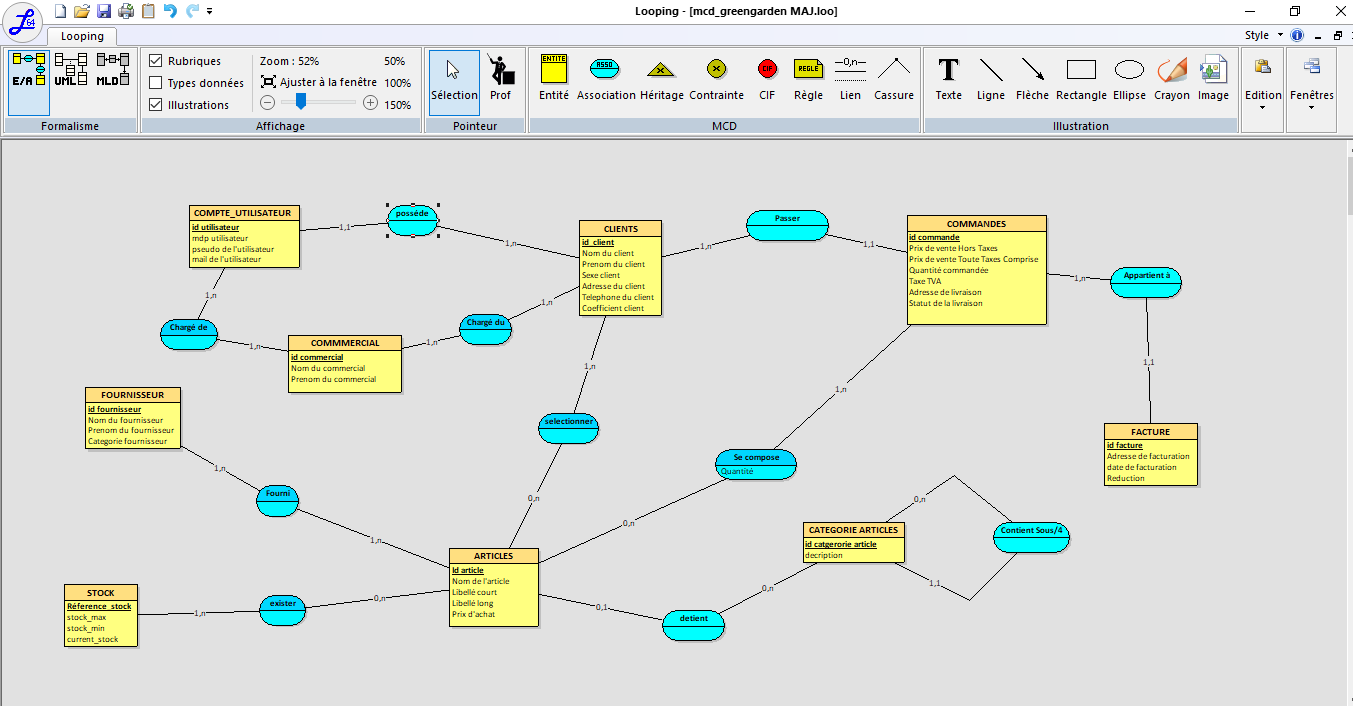 Looping - [mcd_greengarden MAJ.loo]
64
Looping
Style
E/A
UML
MLD
Formalisme
Rubriques
Types données
Illustrations
Zoom : 52%
50%
Ajuster à la fenêtre
100%
150%
Affichage
Sélection
Prof
Pointeur
ENTITE
Entité
ASSO
Association
Héritage
Contrainte
CIF
CIF
REGLE
Règle
—0,n—
Lien
Cassure
MCD
T
Texte
Ligne
Flèche
Rectangle
Ellipse
Crayon
Image
Illustration
Edition
Fenêtres
COMPTE_UTILISATEUR
id utilisateur
mdp utilisateur
pseudo de l'utilisateur
mail de l'utilisateur
1,1
posséde
1,n
CLIENTS
id_client
Nom du client
Prenom du client
Sexe client
Adresse du client
Telephone du client
Coefficient client
1,n
Passer
1,1
COMMANDES
id commande
Prix de vente Hors Taxes
Prix de vente Toute Taxes Comprise
Quantité commandée
Taxe TVA
Adresse de livraison
Statut de la livraison
1,n
Appartient à
1,1
1,n
Chargé de
1,n
COMMMERCIAL
id commercial
Nom du commercial
Prenom du commercial
1,n
Chargé du
1,n
FOURNISSEUR
id fournisseur
Nom du fournisseur
Prenom du fournisseur
Categorie fournisseur
1,n
Fourni
1,n
1,n
selectionner
0,n
1,n
Se compose
Quantité
0,n
FACTURE
id facture
Adresse de facturation
date de facturation
Reduction
CATEGORIE ARTICLES
id catgerorie article
decription
0,n
Contient Sous/4
1,1
ARTICLES
Id article
Nom de l'article
Libellé court
Libellé long
Prix d'achat
STOCK
Réference_stock
stock_max
stock_min
current_stock
1,n
exister
0,n
0,1
detient
0,n